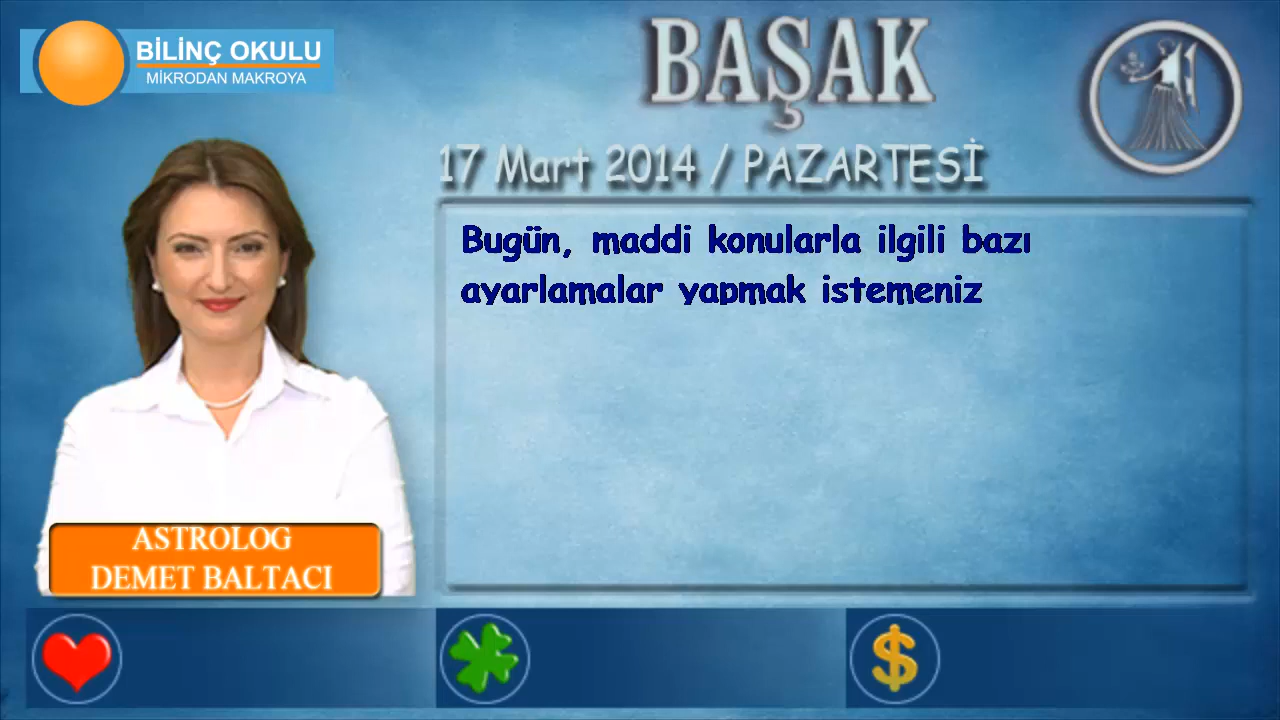 BİLİNÇ OKULU
MİKRODAN MAKROYA
BAŞAK
17 Mart 2014 / PAZARTESİ
Bugün, maddi konularla ilgili bazı
ayarlamalar yapmak istemeniz
ASTROLOG
DEMET BALTACI